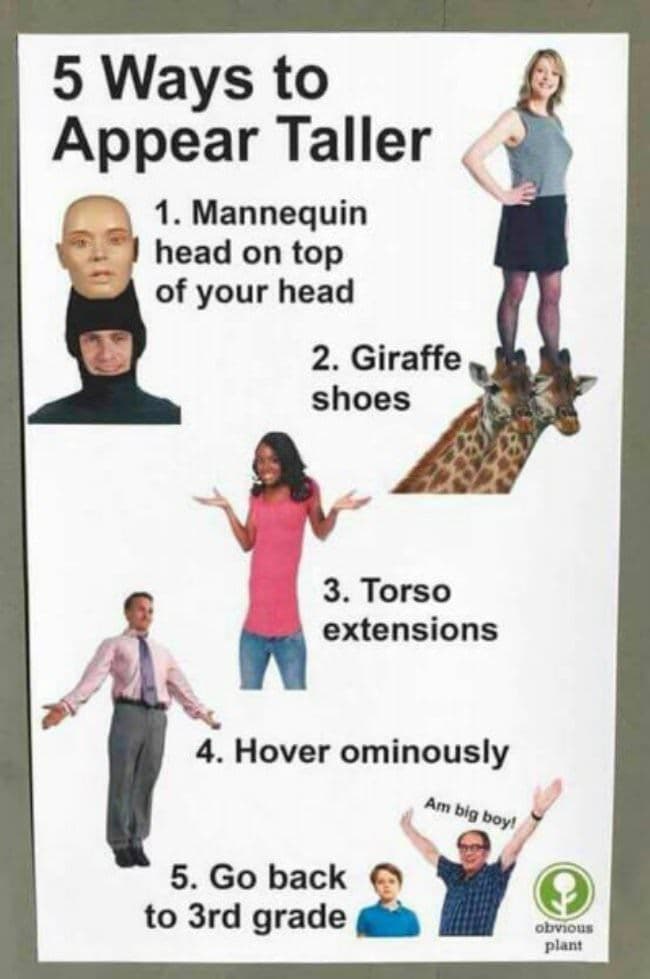 5 Ways to
Appear Taller
1. Mannequin
head on top
of your head
2. Giraffe
shoes
3. Torso
extensions
4. Hover ominously
Am big boy!
5. Go back
to 3rd grade
obvious
plant